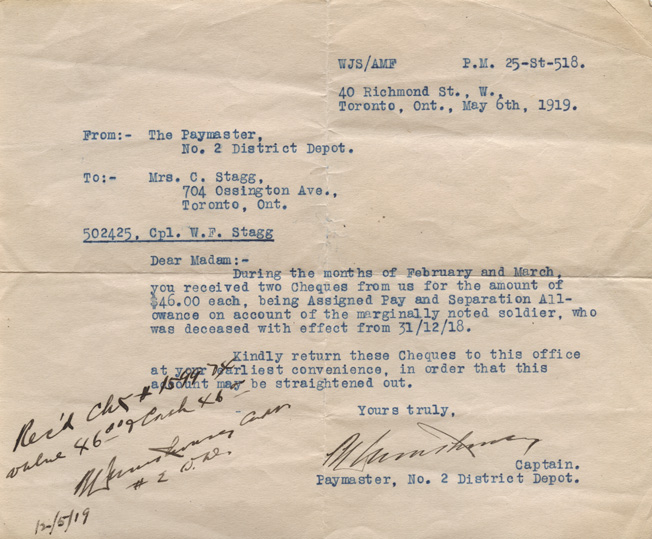 WJS/AMF P.M. 25-St-518.
40 Richmond St., W.,
Toronto, Ont., May 6th, 1919.
From:- The Paymaster,
No. 2 District Depot.
To:- Mrs. C. Stagg,
704 Ossington Ave.,
Toronto, Ont.
502425, Cpl. W.F. Stagg
Dear Madam:-
During the months of February and March,
you received two Cheques from us for the amount of
$46.00 each, being Assigned Pay and Separation All-
owance on account of the marginally noted soldier, who
was deceased with effect from 31/12/18.
Kindly return these Cheques to this office
at your earliest convenience, in order that this
account may be straightened out.
Yours truly,
Captain.
Paymaster, No. 2 District Depot.
Rec'd Chs #
value 46.00 Each 46.00
# 2 D.D.
12/5/19